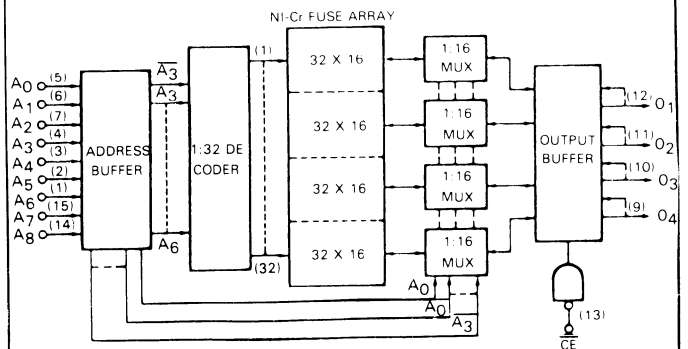 NI-Cr FUSE ARRAY
A0 (5)
A1 (6)
A2 (7)
A3 (4)
A4 (3)
A5 (2)
A6 (1)
A7 (15)
A8 (14)
ADDRESS
BUFFER
A̅3̅
A3
A6
1:32 DE
CODER
(1)
(32)
32 X 16
32 X 16
32 X 16
32 X 16
1:16
MUX
1:16
MUX
1:16
MUX
1:16
MUX
A0
A0
A̅3̅
OUTPUT
BUFFER
(12) O1
(11) O2
(10) O3
(9) O4
(13)
C̅E̅